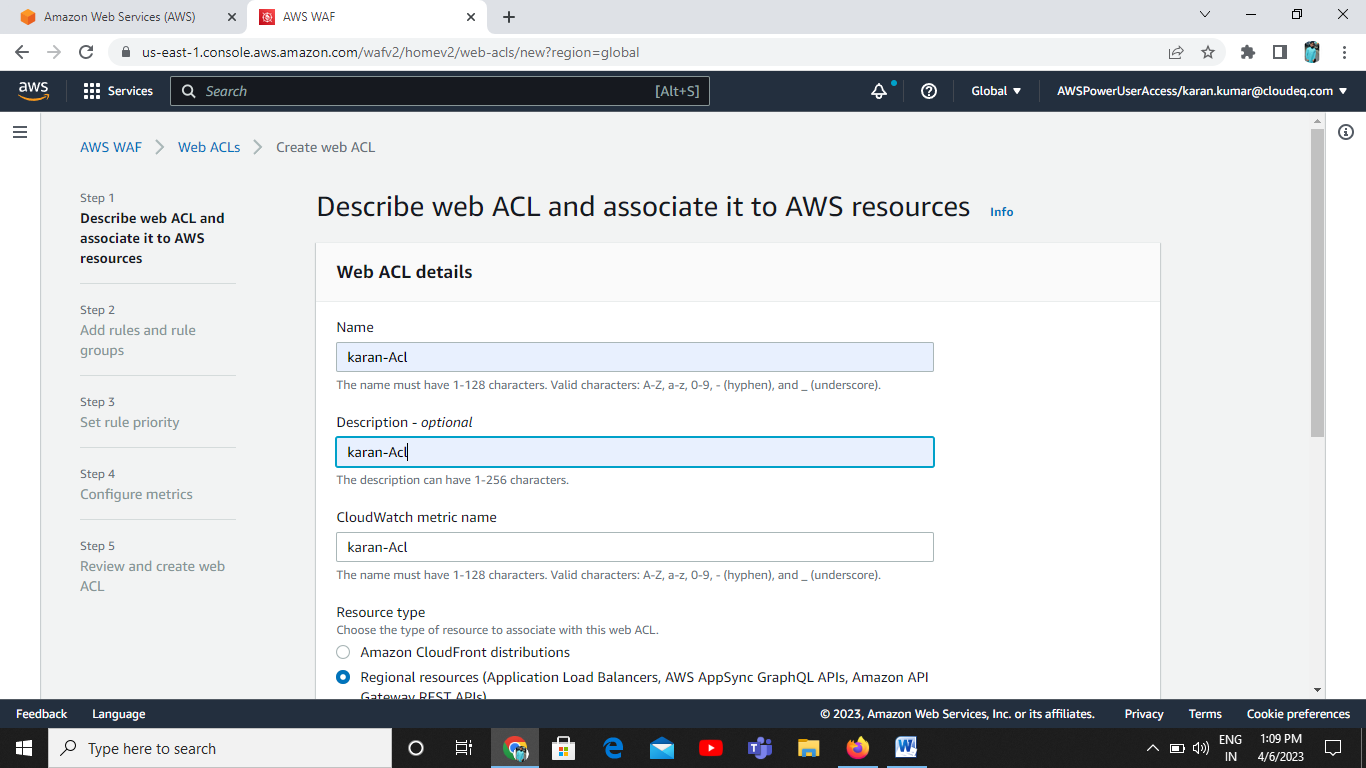 Amazon Web Services (AWS)
AWS WAF
us-east-1.console.aws.amazon.com/wafv2/homev2/web-acls/new?region=global
aws
Services
Search
[Alt+S]
Global
AWSPowerUserAccess/karan.kumar@cloudeq.com
AWS WAF
Web ACLs
Create web ACL
Step 1
Describe web ACL and
associate it to AWS
resources
Step 2
Add rules and rule
groups
Step 3
Set rule priority
Step 4
Configure metrics
Step 5
Review and create web
ACL
Describe web ACL and associate it to AWS resources
Info
Web ACL details
Name
karan-Acl
The name must have 1-128 characters. Valid characters: A-Z, a-z, 0-9, - (hyphen), and _ (underscore).
Description - optional
karan-Acl
The description can have 1-256 characters.
CloudWatch metric name
karan-Acl
The name must have 1-128 characters. Valid characters: A-Z, a-z, 0-9, - (hyphen), and _ (underscore).
Resource type
Choose the type of resource to associate with this web ACL.
Amazon CloudFront distributions
Regional resources (Application Load Balancers, AWS AppSync GraphQL APIs, Amazon API
Gateway REST APIs)
Feedback
Language
© 2023, Amazon Web Services, Inc. or its affiliates.
Privacy
Terms
Cookie preferences
Type here to search
ENG
IN
1:09 PM
4/6/2023